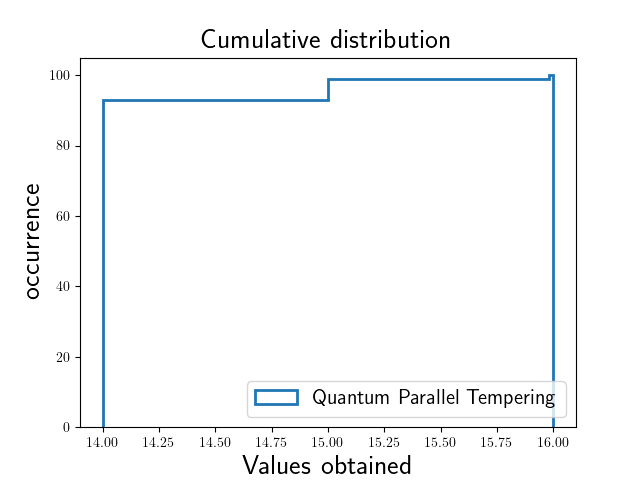 Cumulative distribution
100
80
60
40
20
0
occurrence
Quantum Parallel Tempering
14.00 14.25 14.50 14.75 15.00 15.25 15.50 15.75 16.00
Values obtained